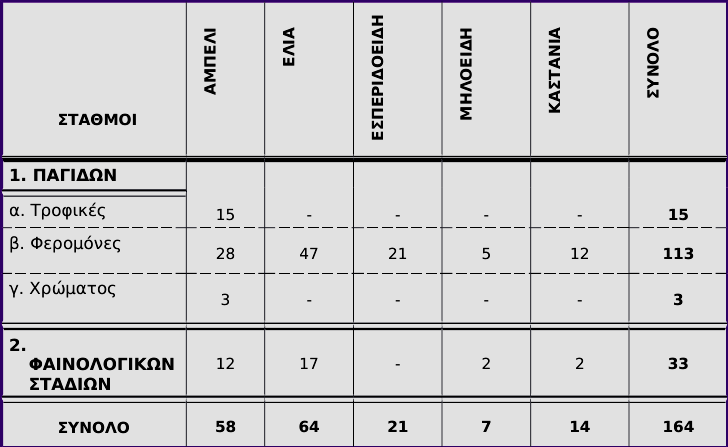 ΣΤΑΘΜΟΙ ΑΜΠΕΛΙ ΕΛΙΑ ΕΣΠΕΡΙΔΟΕΙΔΗ ΜΗΛΟΕΙΔΗ ΚΑΣΤΑΝΙΑ ΣΥΝΟΛΟ
1. ΠΑΓΙΔΩΝ
α. Τροφικές 15 - - - - 15
β. Φερομόνες 28 47 21 5 12 113
γ. Χρώματος 3 - - - - 3
2.
ΦΑΙΝΟΛΟΓΙΚΩΝ 12 17 - 2 2 33
ΣΤΑΔΙΩΝ
ΣΥΝΟΛΟ 58 64 21 7 14 164